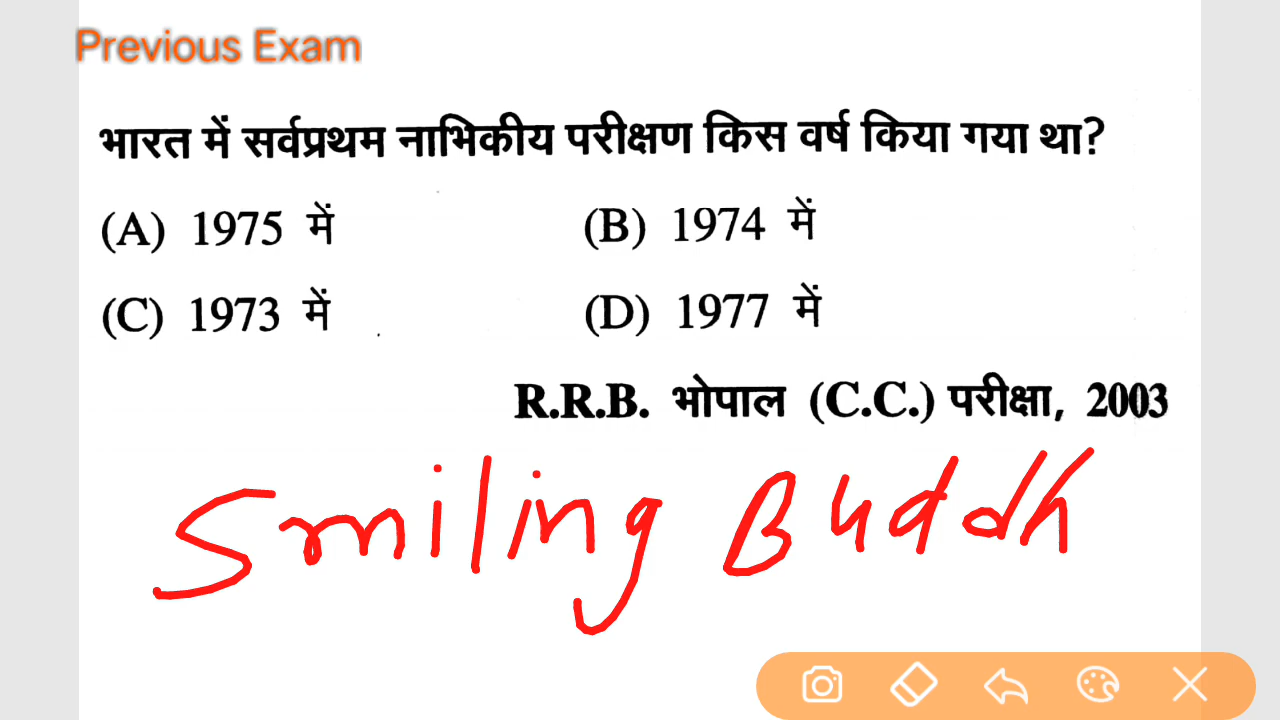 Previous Exam
भारत में सर्वप्रथम नाभिकीय परीक्षण किस वर्ष किया गया था?
(A) 1975 में (B) 1974 में
(C) 1973 में (D) 1977 में
R.R.B. भोपाल (C.C.) परीक्षा, 2003
Smiling Buddh